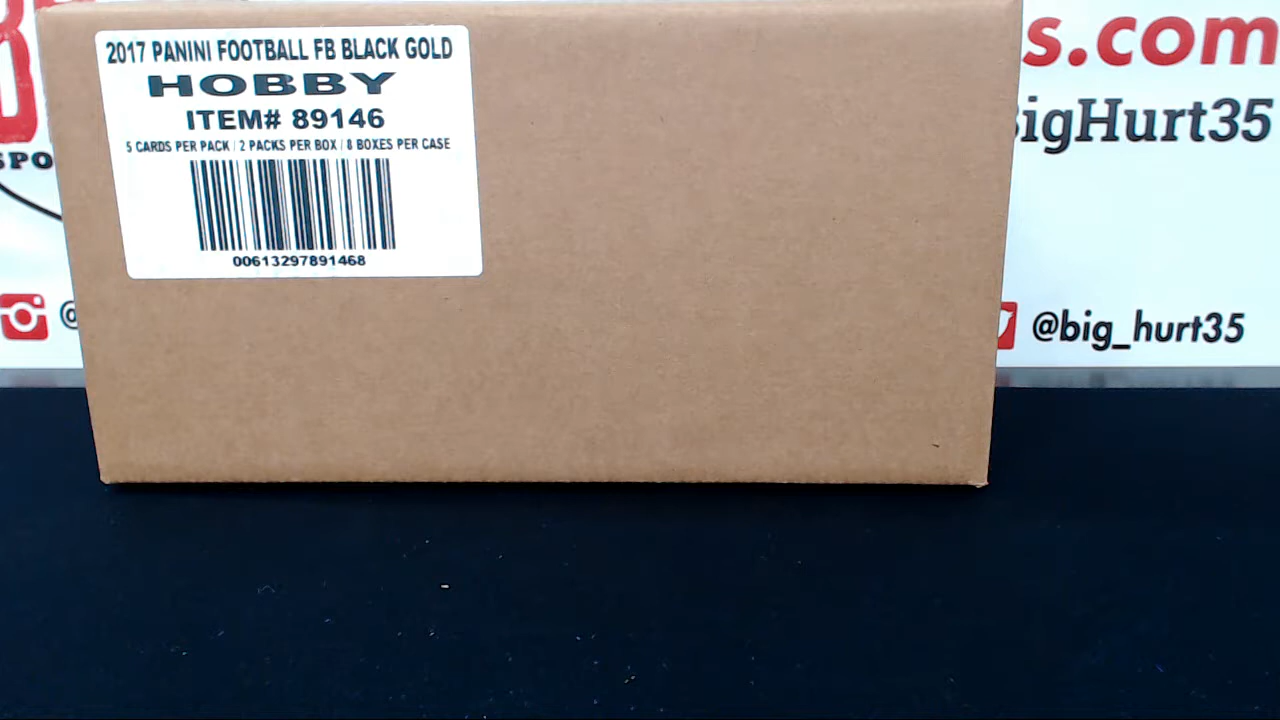 2017 PANINI FOOTBALL FB BLACK GOLD
HOBBY
ITEM# 89146
5 CARDS PER PACK / 2 PACKS PER BOX / 8 BOXES PER CASE
00613297891468
s.com
BigHurt35
SPO
@
@big_hurt35